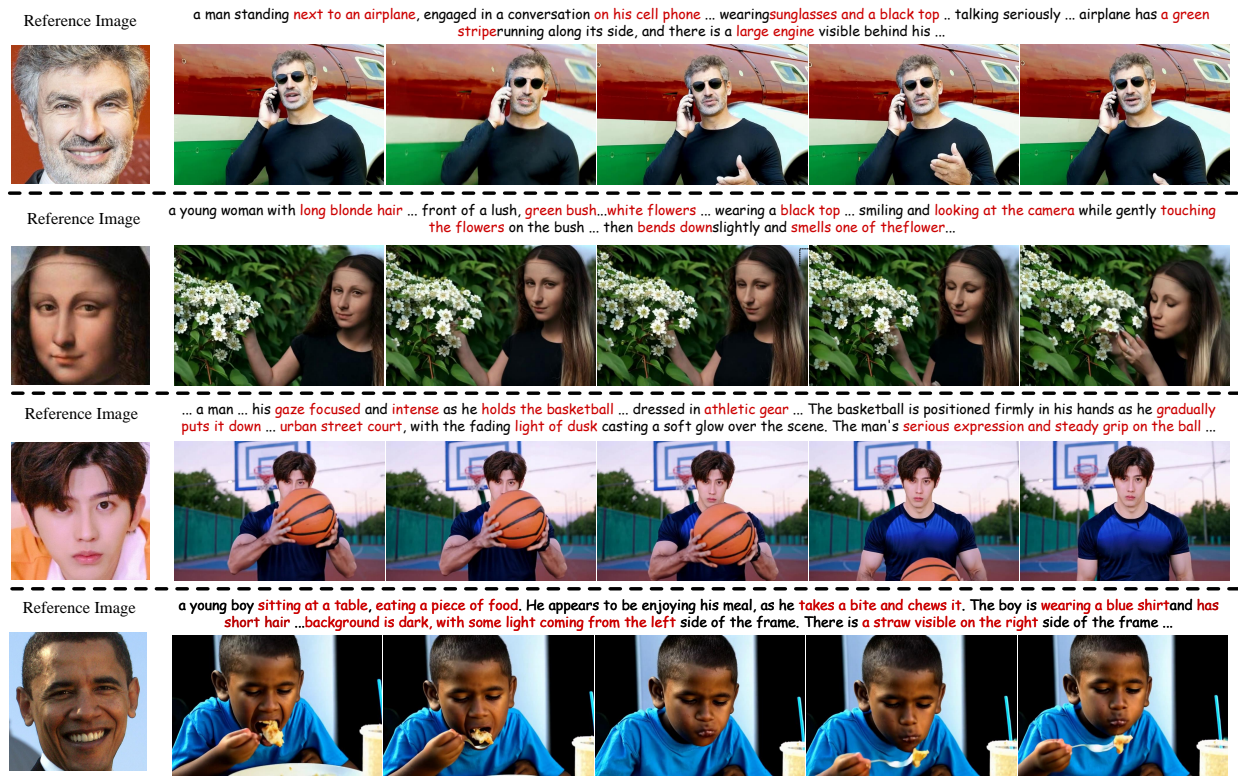 Reference Image
a man standing next to an airplane, engaged in a conversation on his cell phone ... wearingsunglasses and a black top .. talking seriously ... airplane has a green
striperunning along its side, and there is a large engine visible behind his ...
Reference Image
a young woman with long blonde hair ... front of a lush, green bush...white flowers ... wearing a black top ... smiling and looking at the camera while gently touching
the flowers on the bush ... then bends downslightly and smells one of theflower...
Reference Image
... a man ... his gaze focused and intense as he holds the basketball ... dressed in athletic gear ... The basketball is positioned firmly in his hands as he gradually
puts it down ... urban street court, with the fading light of dusk casting a soft glow over the scene. The man's serious expression and steady grip on the ball ...
Reference Image
a young boy sitting at a table, eating a piece of food. He appears to be enjoying his meal, as he takes a bite and chews it. The boy is wearing a blue shirtand has
short hair ...background is dark, with some light coming from the left side of the frame. There is a straw visible on the right side of the frame ...